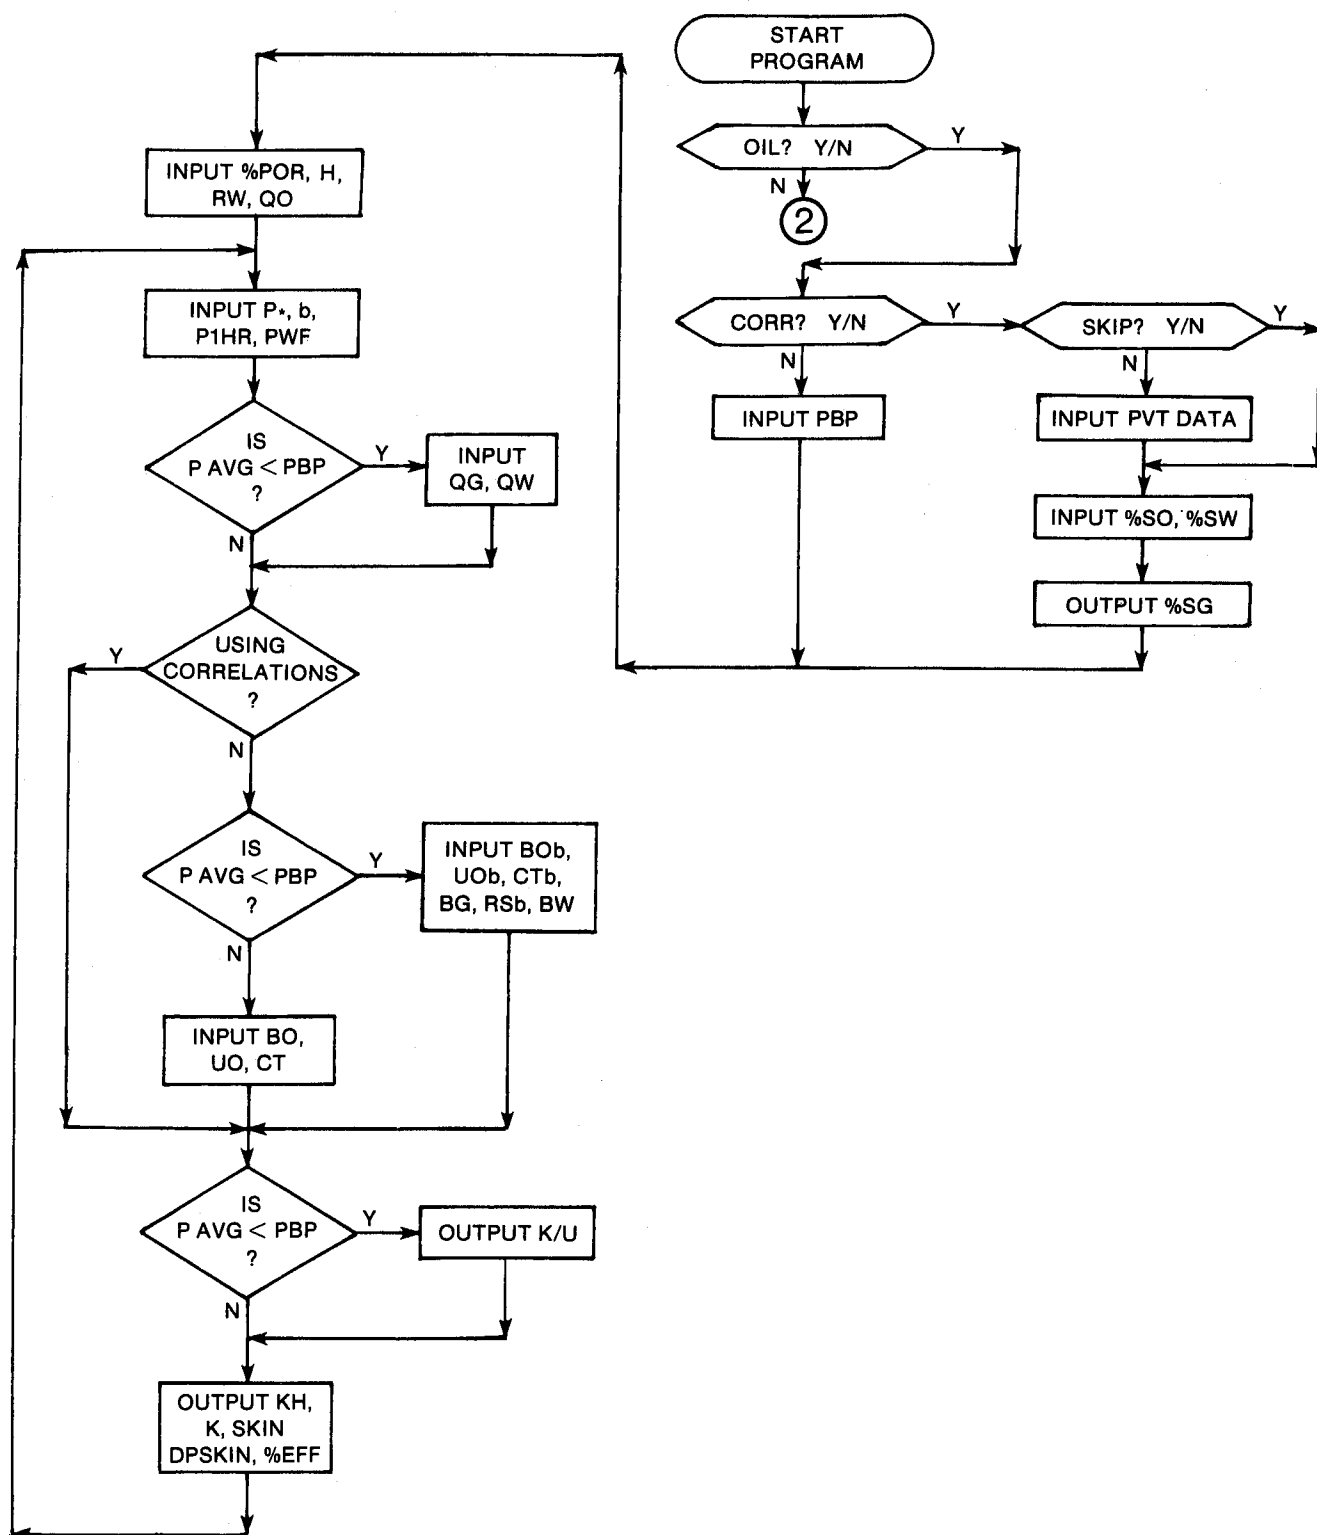 START
PROGRAM
OIL? Y/N
Y
N
2
CORR? Y/N
Y
N
SKIP? Y/N
Y
N
INPUT PBP
INPUT PVT DATA
INPUT %SO, %SW
OUTPUT %SG
INPUT %POR, H,
RW, QO
INPUT P*, b,
P1HR, PWF
IS
P AVG < PBP
?
Y
N
INPUT
QG, QW
USING
CORRELATIONS
?
Y
N
IS
P AVG < PBP
?
Y
N
INPUT BOb,
UOb, CTb,
BG, RSb, BW
INPUT BO,
UO, CT
IS
P AVG < PBP
?
Y
N
OUTPUT K/U
OUTPUT KH,
K, SKIN
DPSKIN, %EFF